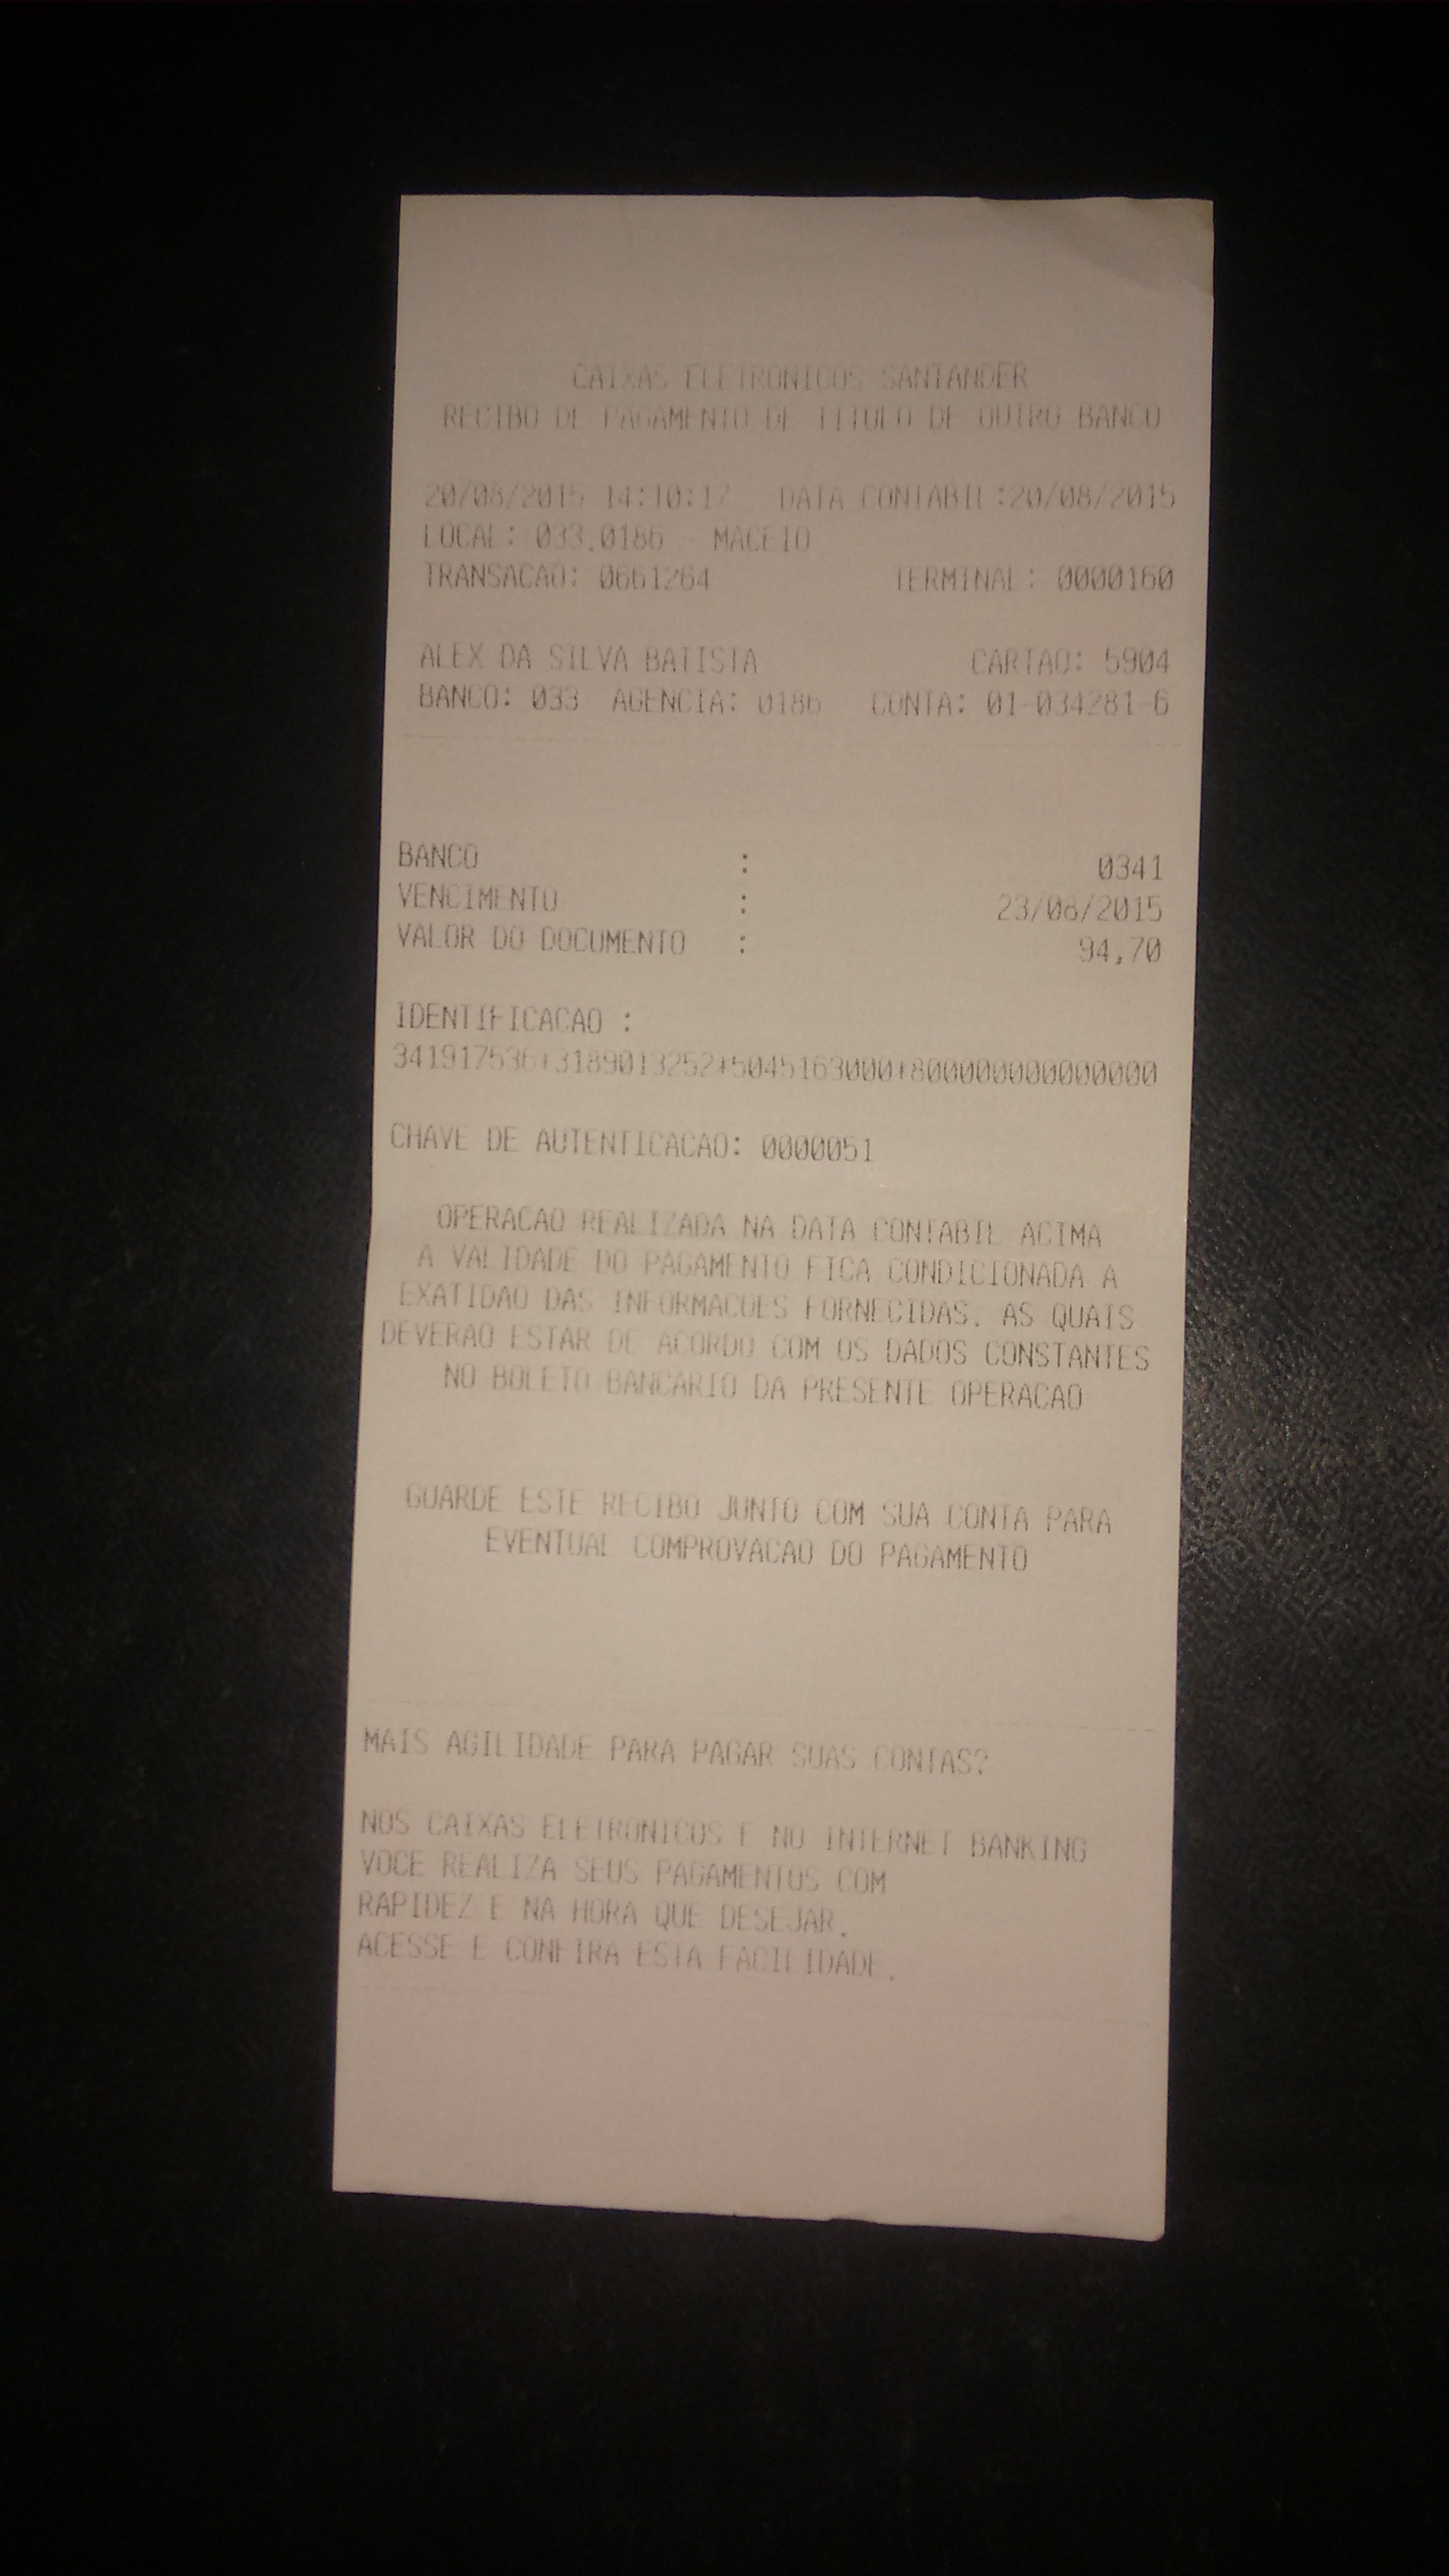 CAIXAS ELETRONICOS SANTANDER
RECIBO DE PAGAMENTO DE TITULO DE OUTRO BANCO
20/08/2015 14:10:17 DATA CONTABIL:20/08/2015
LOCAL: 033.0186 - MACEIO
TRANSACAO: 0661264 TERMINAL: 0000160
ALEX DA SILVA BATISTA CARTAO: 5904
BANCO: 033 AGENCIA: 0186 CONTA: 01-034281-6
BANCO : 0341
VENCIMENTO : 23/08/2015
VALOR DO DOCUMENTO : 94,70
IDENTIFICACAO :
341917536*3189013252*5045163000*800000000000000
CHAVE DE AUTENTICACAO: 0000051
OPERACAO REALIZADA NA DATA CONTABIL ACIMA
A VALIDADE DO PAGAMENTO FICA CONDICIONADA A
EXATIDAO DAS INFORMACOES FORNECIDAS. AS QUAIS
DEVERAO ESTAR DE ACORDO COM OS DADOS CONSTANTES
NO BOLETO BANCARIO DA PRESENTE OPERACAO
GUARDE ESTE RECIBO JUNTO COM SUA CONTA PARA
EVENTUAL COMPROVACAO DO PAGAMENTO
MAIS AGILIDADE PARA PAGAR SUAS CONTAS?
NOS CAIXAS ELETRONICOS E NO INTERNET BANKING
VOCE REALIZA SEUS PAGAMENTOS COM
RAPIDEZ E NA HORA QUE DESEJAR.
ACESSE E CONFIRA ESTA FACILIDADE.